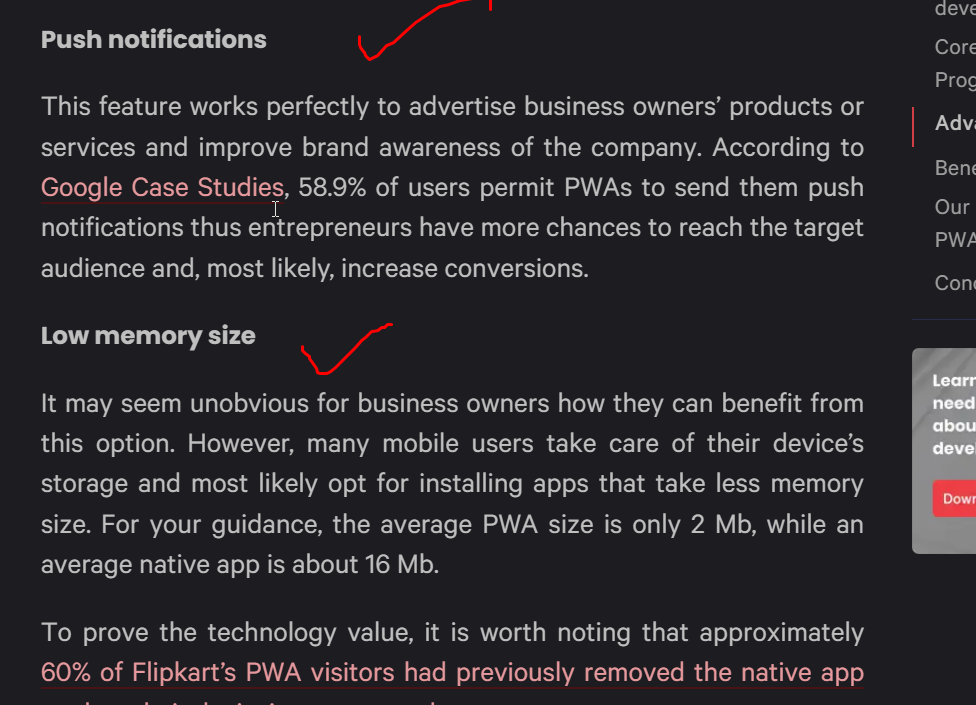 Push notifications
This feature works perfectly to advertise business owners’ products or
services and improve brand awareness of the company. According to
Google Case Studies, 58.9% of users permit PWAs to send them push
notifications thus entrepreneurs have more chances to reach the target
audience and, most likely, increase conversions.
Low memory size
It may seem unobvious for business owners how they can benefit from
this option. However, many mobile users take care of their device’s
storage and most likely opt for installing apps that take less memory
size. For your guidance, the average PWA size is only 2 Mb, while an
average native app is about 16 Mb.
To prove the technology value, it is worth noting that approximately
60% of Flipkart’s PWA visitors had previously removed the native app
deve
Core
Prog
Adva
Bene
Our
PWA
Conc
Learn
need
abou
deve
Down